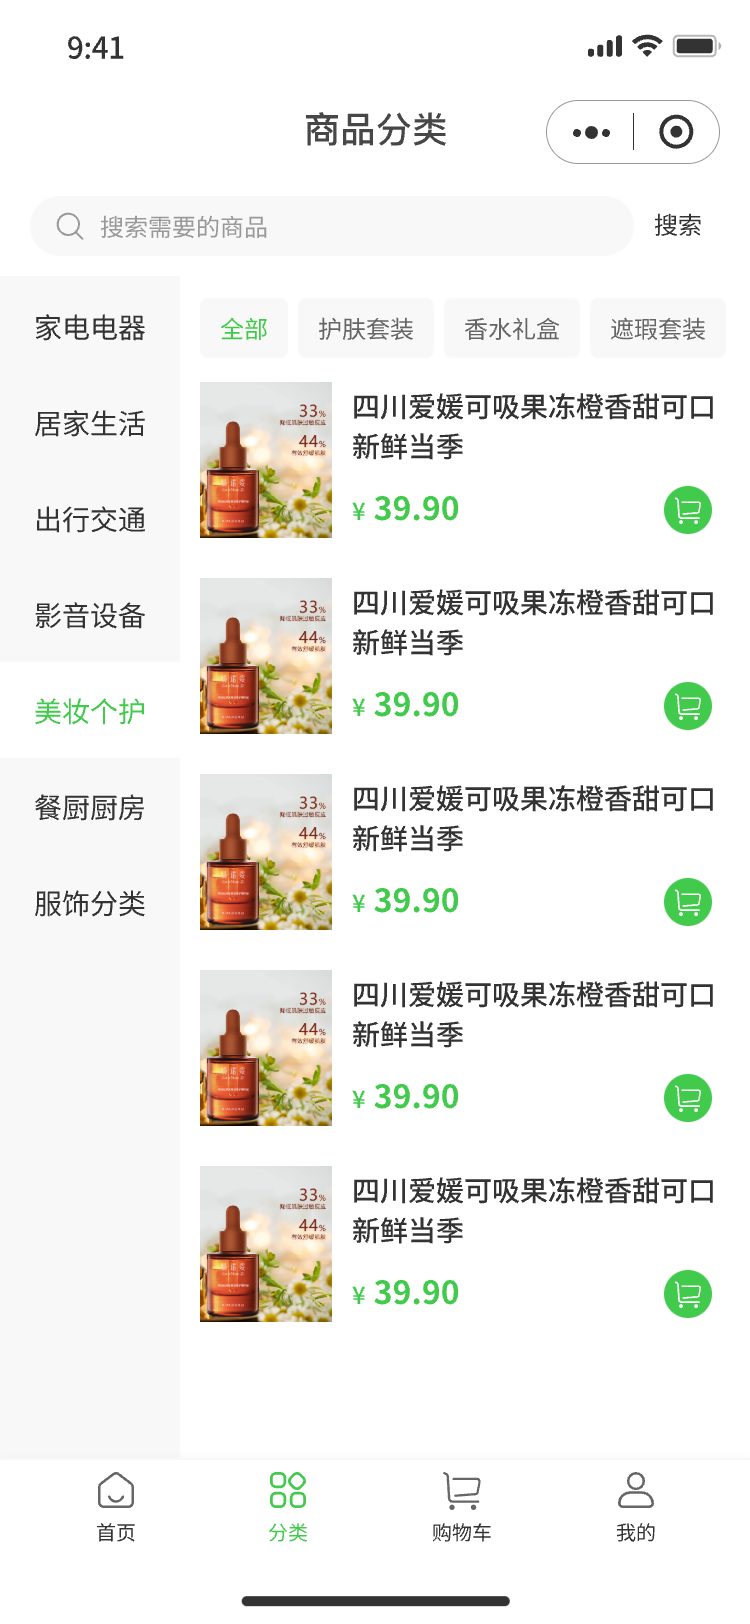 9:41
商品分类
搜索需要的商品
搜索
家电电器
居家生活
出行交通
影音设备
美妆个护
餐厨厨房
服饰分类
全部
护肤套装
香水礼盒
遮瑕套装
33%
44%
四川爱媛可吸果冻橙香甜可口
新鲜当季
¥ 39.90
33%
44%
四川爱媛可吸果冻橙香甜可口
新鲜当季
¥ 39.90
33%
44%
四川爱媛可吸果冻橙香甜可口
新鲜当季
¥ 39.90
33%
44%
四川爱媛可吸果冻橙香甜可口
新鲜当季
¥ 39.90
33%
44%
四川爱媛可吸果冻橙香甜可口
新鲜当季
¥ 39.90
首页
分类
购物车
我的